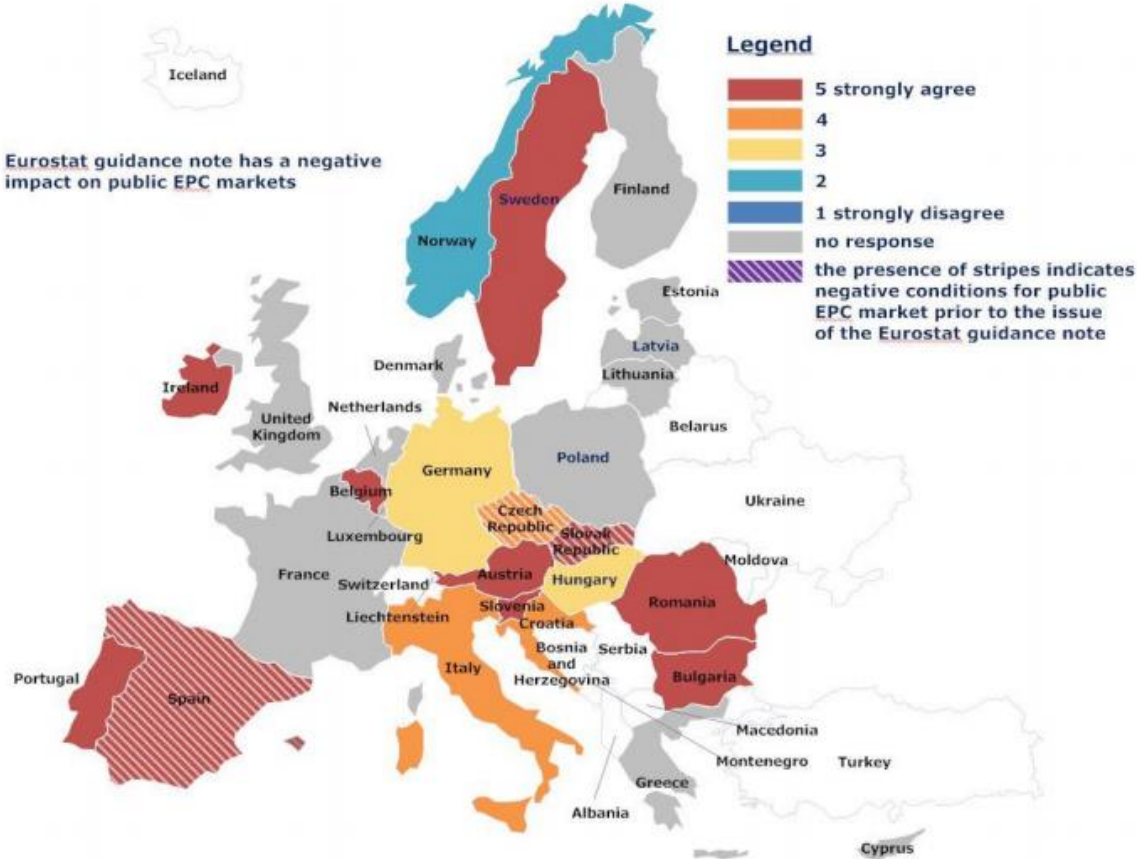 Iceland
Eurostat guidance note has a negative
impact on public EPC markets
Legend
5 strongly agree
4
3
2
1 strongly disagree
no response
the presence of stripes indicates
negative conditions for public
EPC market prior to the issue
of the Eurostat guidance note
Sweden
Finland
Norway
Estonia
Latvia
Lithuania
Denmark
Ireland
Netherlands
United
Kingdom
Belarus
Germany
Poland
Belgium
Ukraine
Czech
Republic
Luxembourg
Slovak
Republic
Moldova
France
Switzerland
Austria
Hungary
Romania
Liechtenstein
Slovenia
Croatia
Bosnia
and
Herzegovina
Serbia
Italy
Portugal
Spain
Bulgaria
Macedonia
Montenegro
Turkey
Greece
Albania
Cyprus